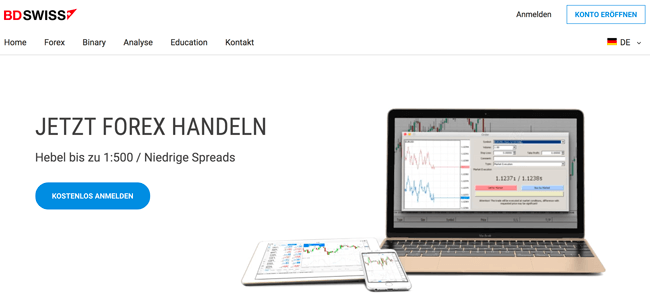 BDSWISS
Anmelden
KONTO ERÖFFNEN
Home Forex Binary Analyse Education Kontakt
DE
JETZT FOREX HANDELN
Hebel bis zu 1:500 / Niedrige Spreads
KOSTENLOS ANMELDEN
1.12371 / 1.12386